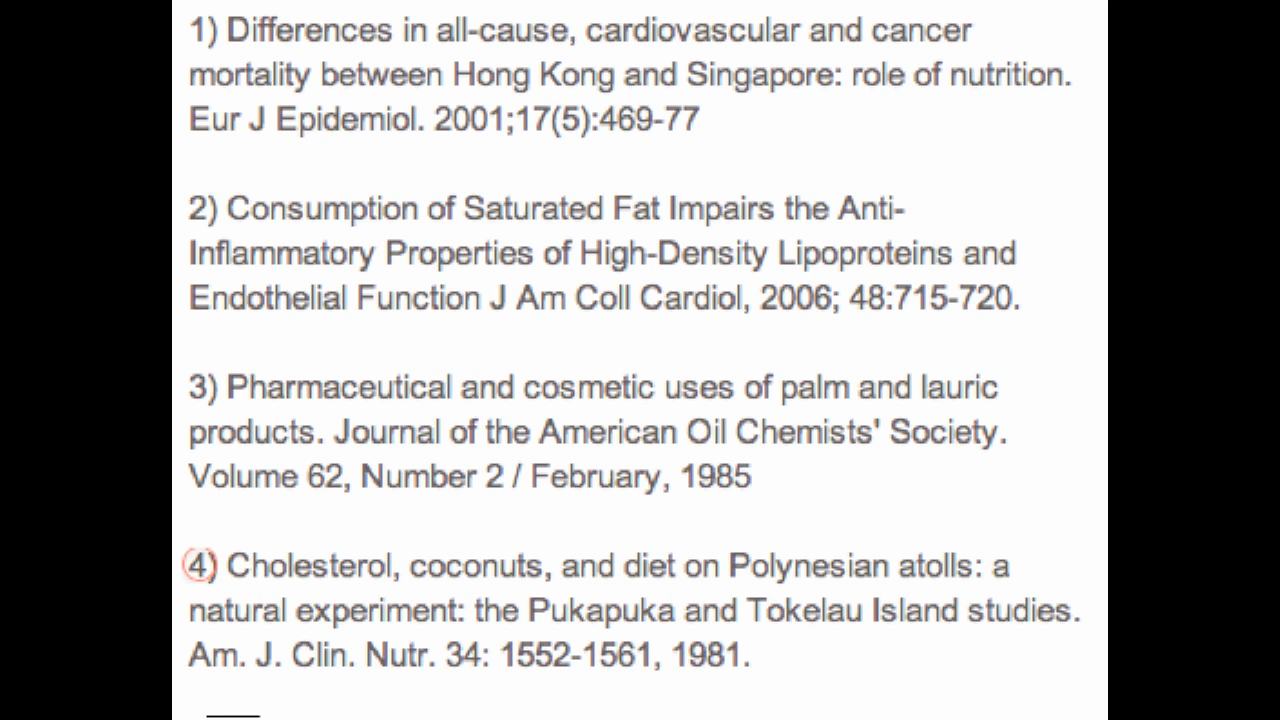 1) Differences in all-cause, cardiovascular and cancer
mortality between Hong Kong and Singapore: role of nutrition.
Eur J Epidemiol. 2001;17(5):469-77
2) Consumption of Saturated Fat Impairs the Anti-
Inflammatory Properties of High-Density Lipoproteins and
Endothelial Function J Am Coll Cardiol, 2006; 48:715-720.
3) Pharmaceutical and cosmetic uses of palm and lauric
products. Journal of the American Oil Chemists' Society.
Volume 62, Number 2 / February, 1985
4) Cholesterol, coconuts, and diet on Polynesian atolls: a
natural experiment: the Pukapuka and Tokelau Island studies.
Am. J. Clin. Nutr. 34: 1552-1561, 1981.